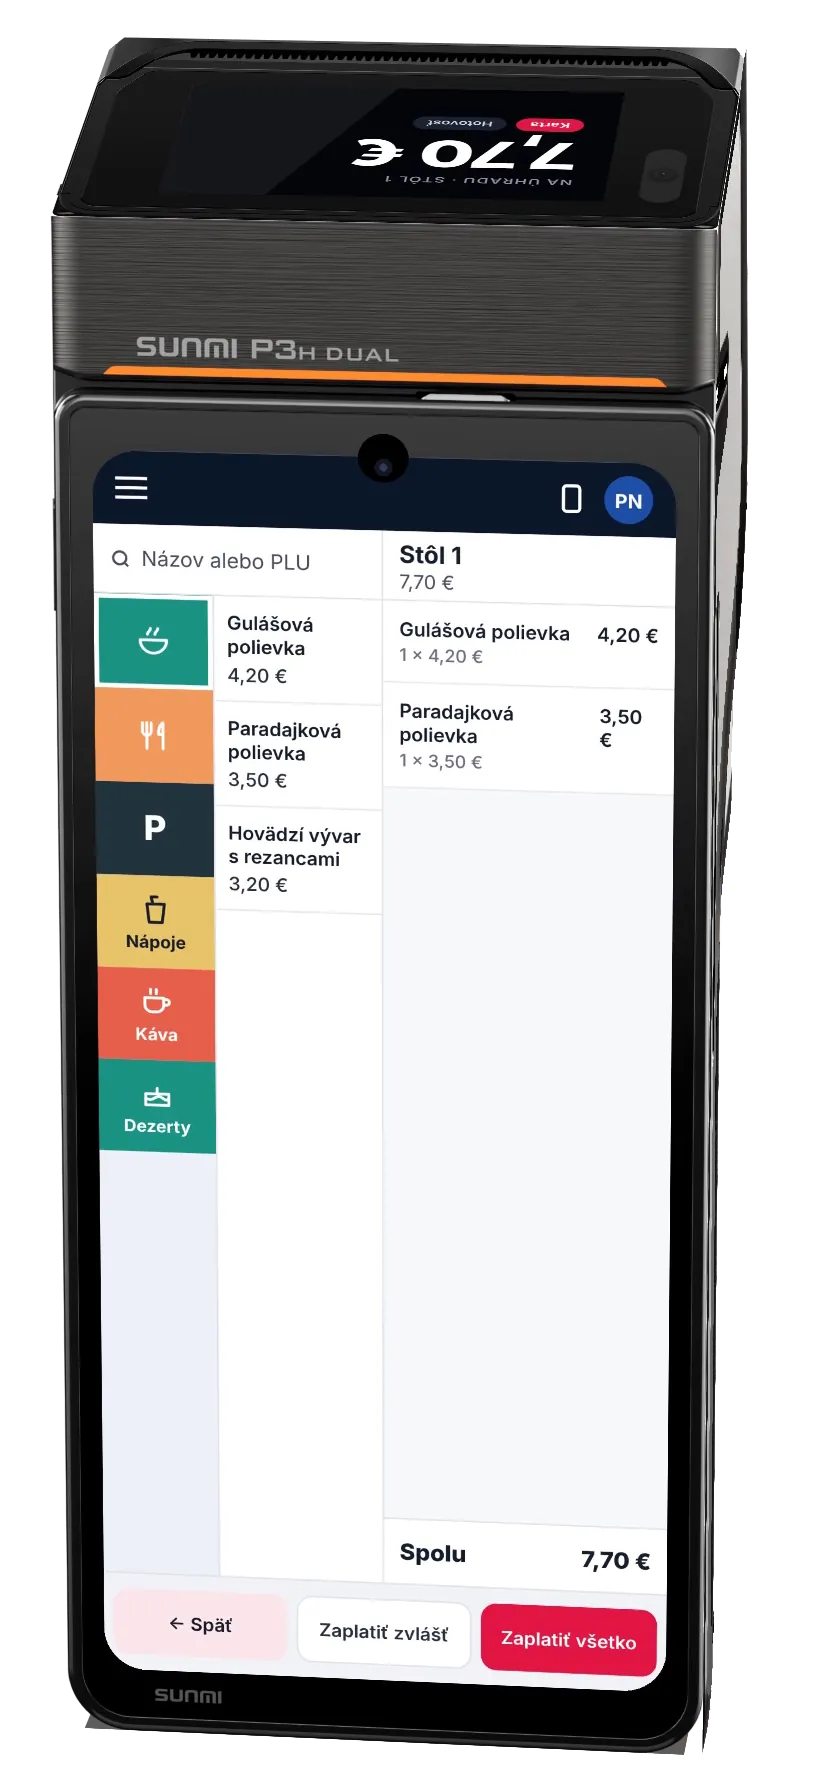 NA ÚHRADU · STÔL 1
7,70 €
Karta
Hotovosť
SUNMI P3H DUAL
PN
Názov alebo PLU
Stôl 1
7,70 €
Gulášová
polievka
4,20 €
Paradajková
polievka
3,50 €
Hovädzí vývar
s rezancami
3,20 €
P
Nápoje
Káva
Dezerty
Gulášová polievka 4,20 €
1 × 4,20 €
Paradajková
polievka
3,50
€
1 × 3,50 €
Spolu 7,70 €
← Späť
Zaplatiť zvlášť
Zaplatiť všetko
SUNMI